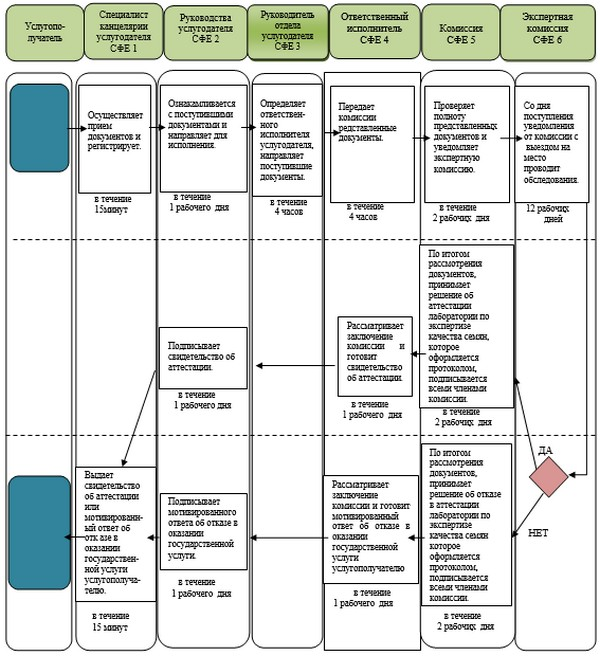 Услугопо-
лучатель
Специалист
канцелярии
услугодателя
СФЕ 1
Руководства
услугодателя
СФЕ 2
Руководитель
отдела
услугодателя
СФЕ 3
Ответственный
исполнитель
СФЕ 4
Комиссия
СФЕ 5
Экспертная
комиссия
СФЕ 6
Осуществляет
прием
документов и
регистрирует.
в течение
15минут
Ознакамливается
с поступившими
документами и
направляет для
исполнения.
в течение
1 рабочего дня
Определяет
ответствен-
ного
исполнителя
услугодателя,
направляет
поступившие
документы.
в течение
4 часов
Передает
комиссии
редставленные
документы.
в течение
4 часов
Проверяет
полноту
представленных
документов и
уведомляет
экспертную
комиссию.
в течение
2 рабочих дня
Со дня
поступления
уведомления
от комиссии с
выездом на
место
проводит
обследования.
12 рабочих
дней
По итогом
рассмотрения
документов,
принимает
решение об
аттестации
лаборатории по
экспертизе
качества семян,
которое
оформляется
протоколом,
подписывается
всеми членами
комиссии.
в течение
2 рабочих дня
Рассматривает
заключение
комиссии и
готовит
свидетельство
об аттестации.
в течение
1 рабочего дня
Подписывает
свидетельство об
аттестации.
в течение
1 рабочего дня
ДА
НЕТ
По итогом
рассмотрения
документов,
принимает
решение об отказе
в аттестации
лаборатории по
экспертизе
качества семян
которое
оформляется
протоколом,
подписывается
всеми членами
комиссии.
в течение
2 рабочих дня
Рассматривает
заключение
комиссии и готовит
мотивированный
ответ об отказе в
оказании
государственной
услуги
услугополучателю
в течение
1 рабочего дня
Подписывает
мотивированного
ответа об отказе в
оказании
государственной
услуги.
в течение
1 рабочего дня
Выдает
свидетельство
об аттестации
или
мотивирован-
ный ответ об
отк азе в
оказании
государствен-
ной услуги
услугополуча-
телю.
в течение
15 минут